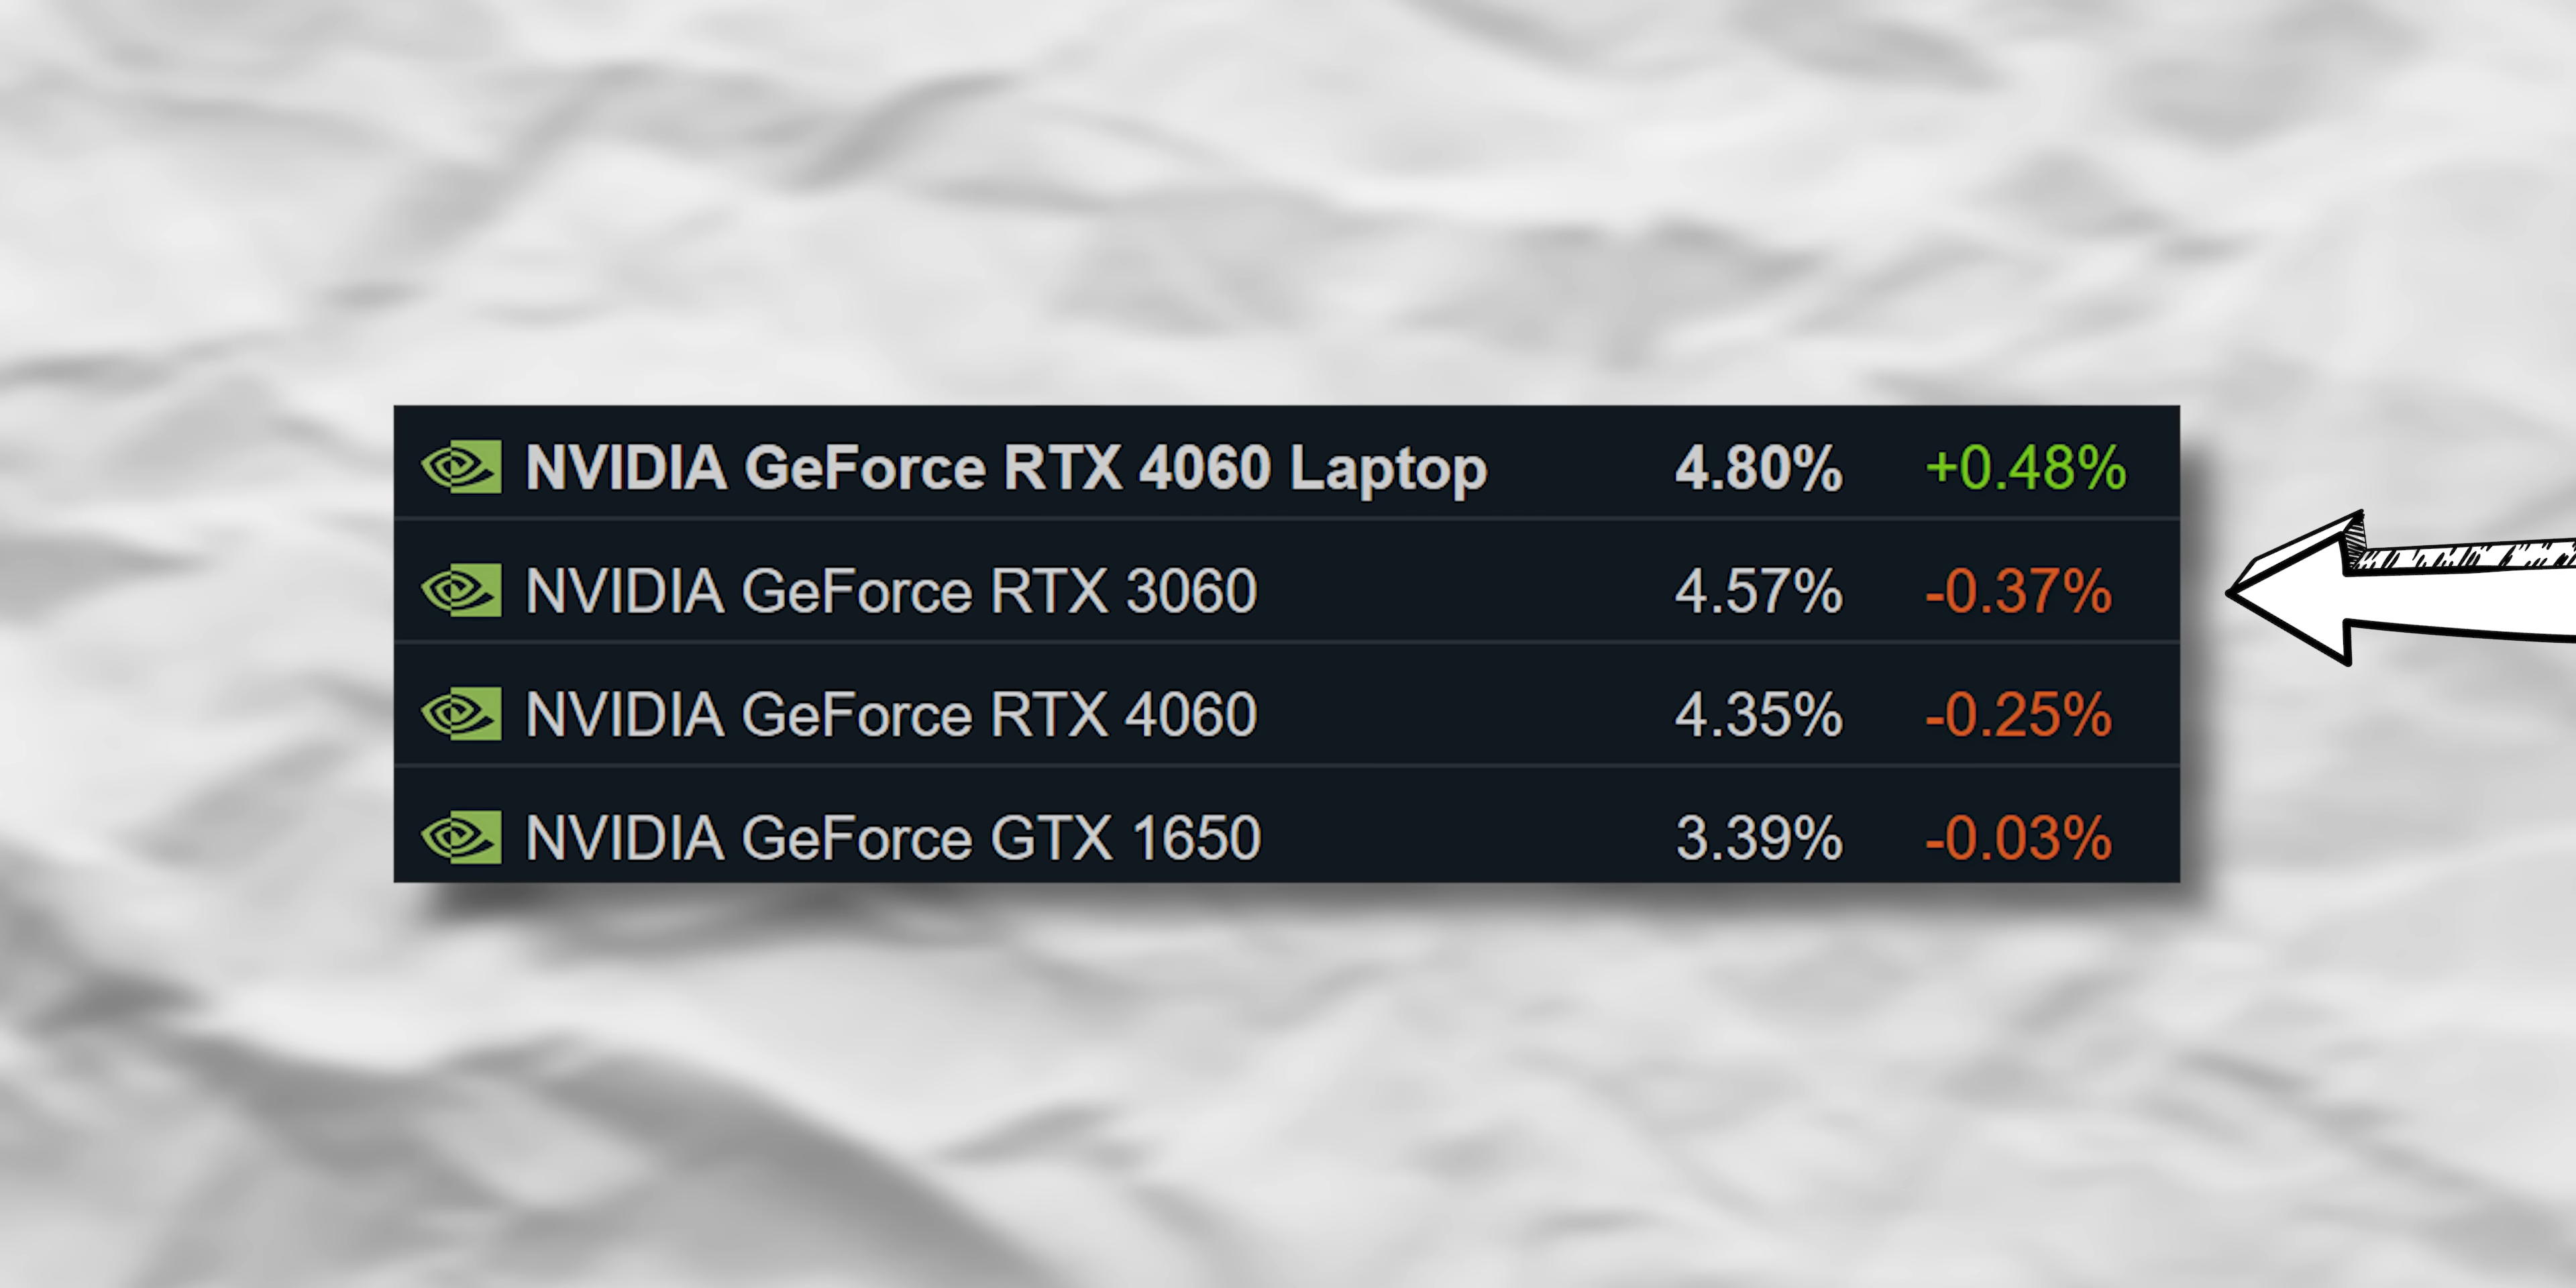 NVIDIA GeForce RTX 4060 Laptop 4.80% +0.48%
NVIDIA GeForce RTX 3060 4.57% -0.37%
NVIDIA GeForce RTX 4060 4.35% -0.25%
NVIDIA GeForce GTX 1650 3.39% -0.03%